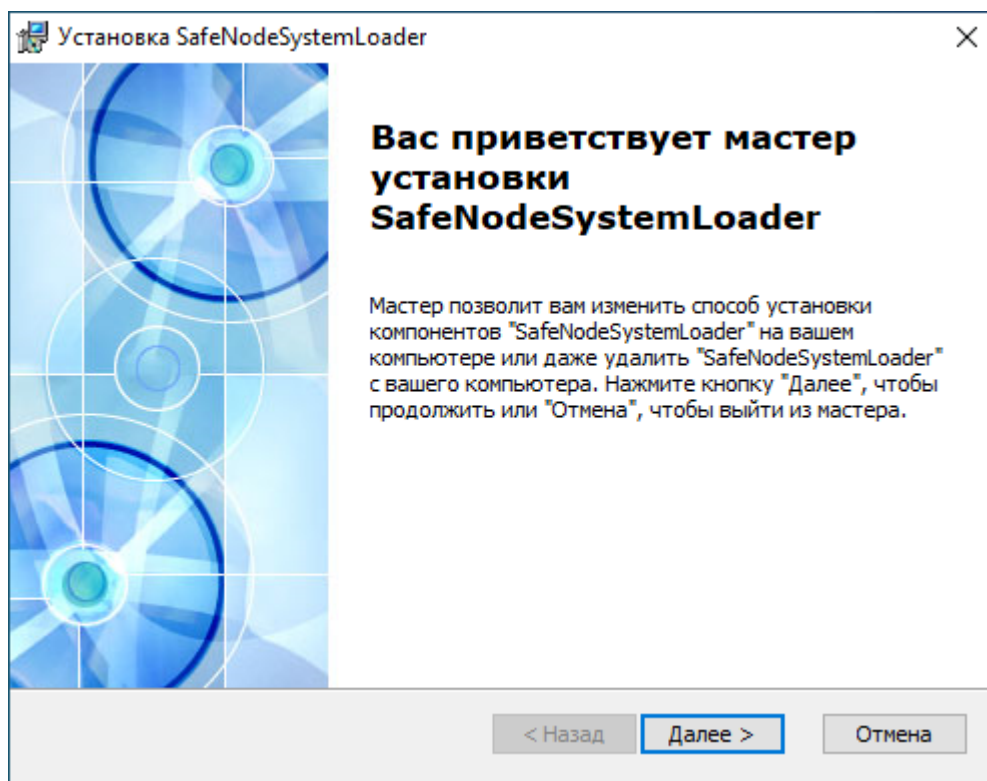 Установка SafeNodeSystemLoader
Вас приветствует мастер
установки
SafeNodeSystemLoader
Мастер позволит вам изменить способ установки
компонентов "SafeNodeSystemLoader" на вашем
компьютере или даже удалить "SafeNodeSystemLoader"
с вашего компьютера. Нажмите кнопку "Далее", чтобы
продолжить или "Отмена", чтобы выйти из мастера.
< Назад Далее > Отмена